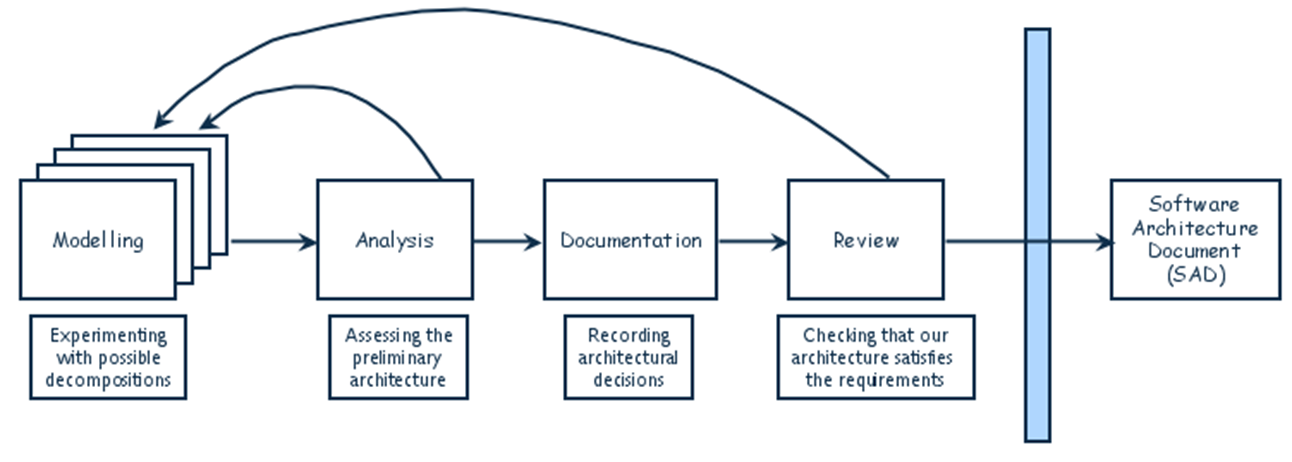 Modelling
Analysis
Documentation
Review
Software
Architecture
Document
(SAD)
Experimenting
with possible
decompositions
Assessing the
preliminary
architecture
Recording
architectural
decisions
Checking that our
architecture satisfies
the requirements